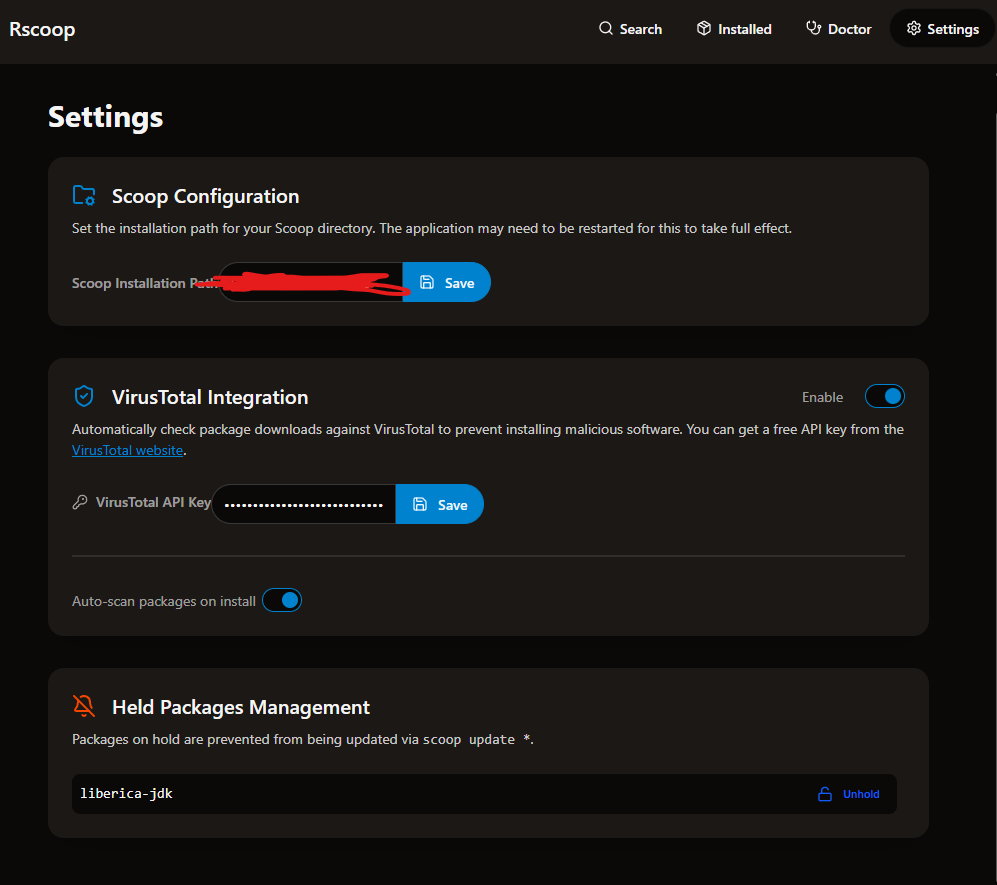 Rscoop
Search
Installed
Doctor
Settings
Settings
Scoop Configuration
Set the installation path for your Scoop directory. The application may need to be restarted for this to take full effect.
Scoop Installation Path
Save
VirusTotal Integration
Enable
Automatically check package downloads against VirusTotal to prevent installing malicious software. You can get a free API key from the
VirusTotal website.
VirusTotal API Key
•••••••••••••••••••••••••••
Save
Auto-scan packages on install
Held Packages Management
Packages on hold are prevented from being updated via scoop update *.
liberica-jdk
Unhold